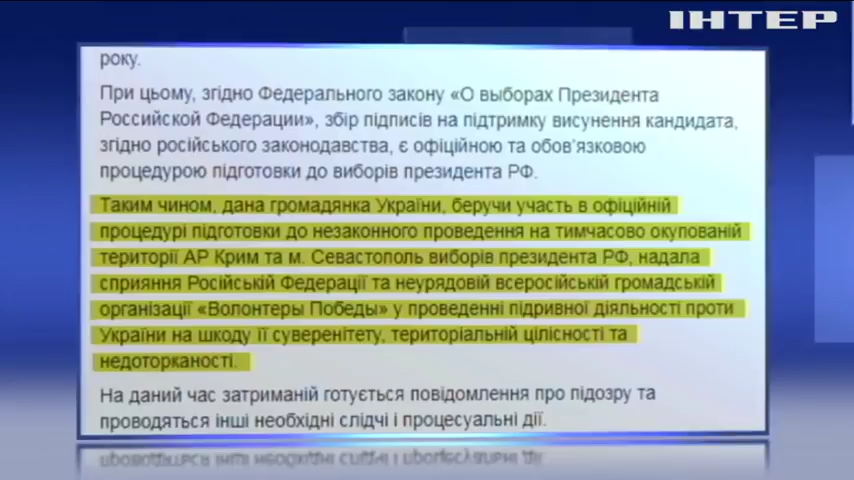 ІНТЕР
року.
При цьому, згідно Федерального закону «О выборах Президента
Российской Федерации», збір підписів на підтримку висунення кандидата,
згідно російського законодавства, є офіційною та обов'язковою
процедурою підготовки до виборів президента РФ.
Таким чином, дана громадянка України, беручи участь в офіційній
процедурі підготовки до незаконного проведення на тимчасово окупованій
території АР Крим та м. Севастополь виборів президента РФ, надала
сприяння Російській Федерації та неурядовій всеросійській громадській
організації «Волонтеры Победы» у проведенні підривної діяльності проти
України на шкоду її суверенітету, територіальній цілісності та
недоторканості.
На даний час затриманій готується повідомлення про підозру та
проводяться інші необхідні слідчі і процесуальні дії.